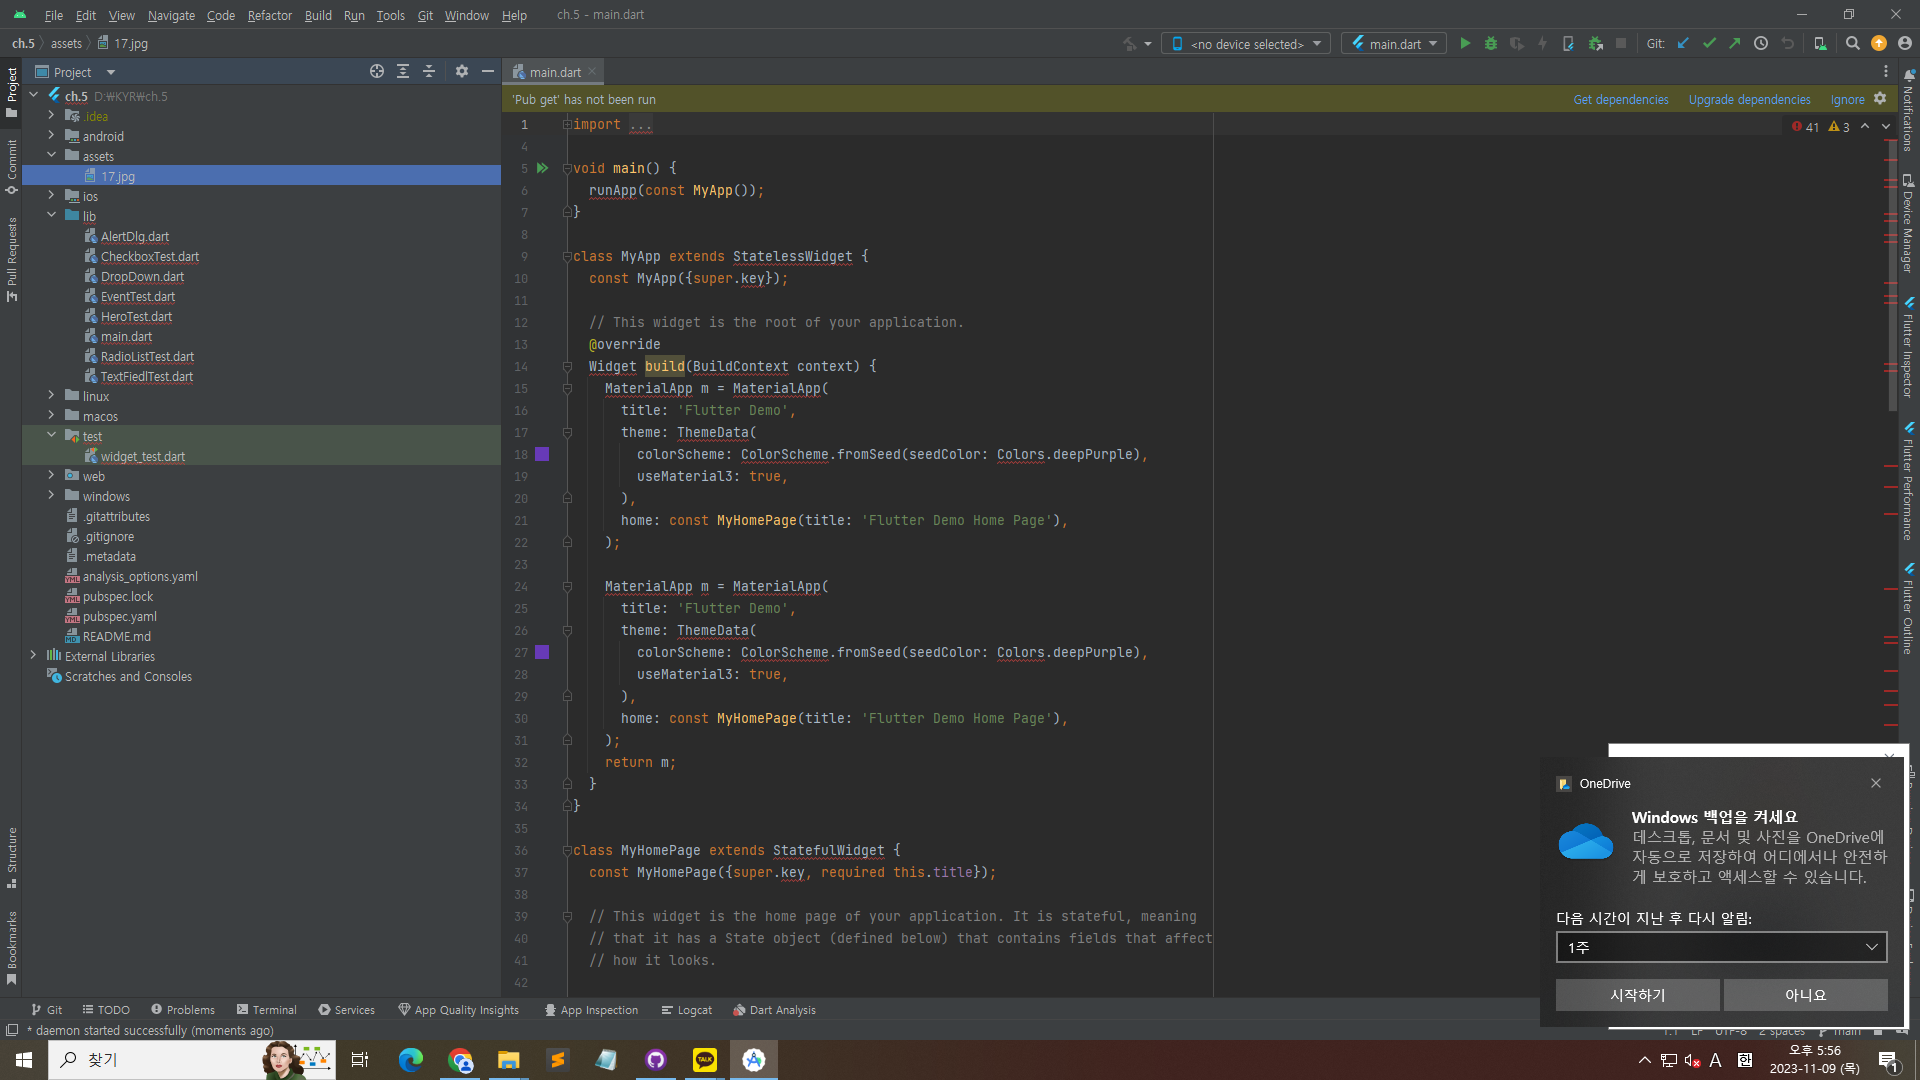 File Edit View Navigate Code Refactor Build Run Tools Git Window Help ch.5 - main.dart
ch.5 assets 17.jpg <no device selected> main.dart Git:
Project main.dart
'Pub get' has not been run Get dependencies Upgrade dependencies Ignore
Project
Commit
Pull Requests
Structure
Bookmarks
ch.5 D:₩KYR₩ch.5
.idea
android
assets
17.jpg
ios
lib
AlertDlg.dart
CheckboxTest.dart
DropDown.dart
EventTest.dart
HeroTest.dart
main.dart
RadioListTest.dart
TextFiedlTest.dart
linux
macos
test
widget_test.dart
web
windows
.gitattributes
.gitignore
.metadata
analysis_options.yaml
pubspec.lock
pubspec.yaml
README.md
External Libraries
Scratches and Consoles
41 3
1 import ...
4
5 void main() {
6 runApp(const MyApp());
7 }
8
9 class MyApp extends StatelessWidget {
10 const MyApp({super.key});
11
12 // This widget is the root of your application.
13 @override
14 Widget build(BuildContext context) {
15 MaterialApp m = MaterialApp(
16 title: 'Flutter Demo',
17 theme: ThemeData(
18 colorScheme: ColorScheme.fromSeed(seedColor: Colors.deepPurple),
19 useMaterial3: true,
20 ),
21 home: const MyHomePage(title: 'Flutter Demo Home Page'),
22 );
23
24 MaterialApp m = MaterialApp(
25 title: 'Flutter Demo',
26 theme: ThemeData(
27 colorScheme: ColorScheme.fromSeed(seedColor: Colors.deepPurple),
28 useMaterial3: true,
29 ),
30 home: const MyHomePage(title: 'Flutter Demo Home Page'),
31 );
32 return m;
33 }
34 }
35
36 class MyHomePage extends StatefulWidget {
37 const MyHomePage({super.key, required this.title});
38
39 // This widget is the home page of your application. It is stateful, meaning
40 // that it has a State object (defined below) that contains fields that affect
41 // how it looks.
42
Notifications
Device Manager
Flutter Inspector
Flutter Performance
Flutter Outline
OneDrive
Windows 백업을 켜세요
데스크톱, 문서 및 사진을 OneDrive에
자동으로 저장하여 어디에서나 안전하
게 보호하고 액세스할 수 있습니다.
다음 시간이 지난 후 다시 알림:
1주
시작하기 아니요
Git TODO Problems Terminal Services App Quality Insights App Inspection Logcat Dart Analysis
* daemon started successfully (moments ago) 1:1 LF UTF-8 2 spaces main
찾기
TALK
A 한
오후 5:56
2023-11-09 (목)
1